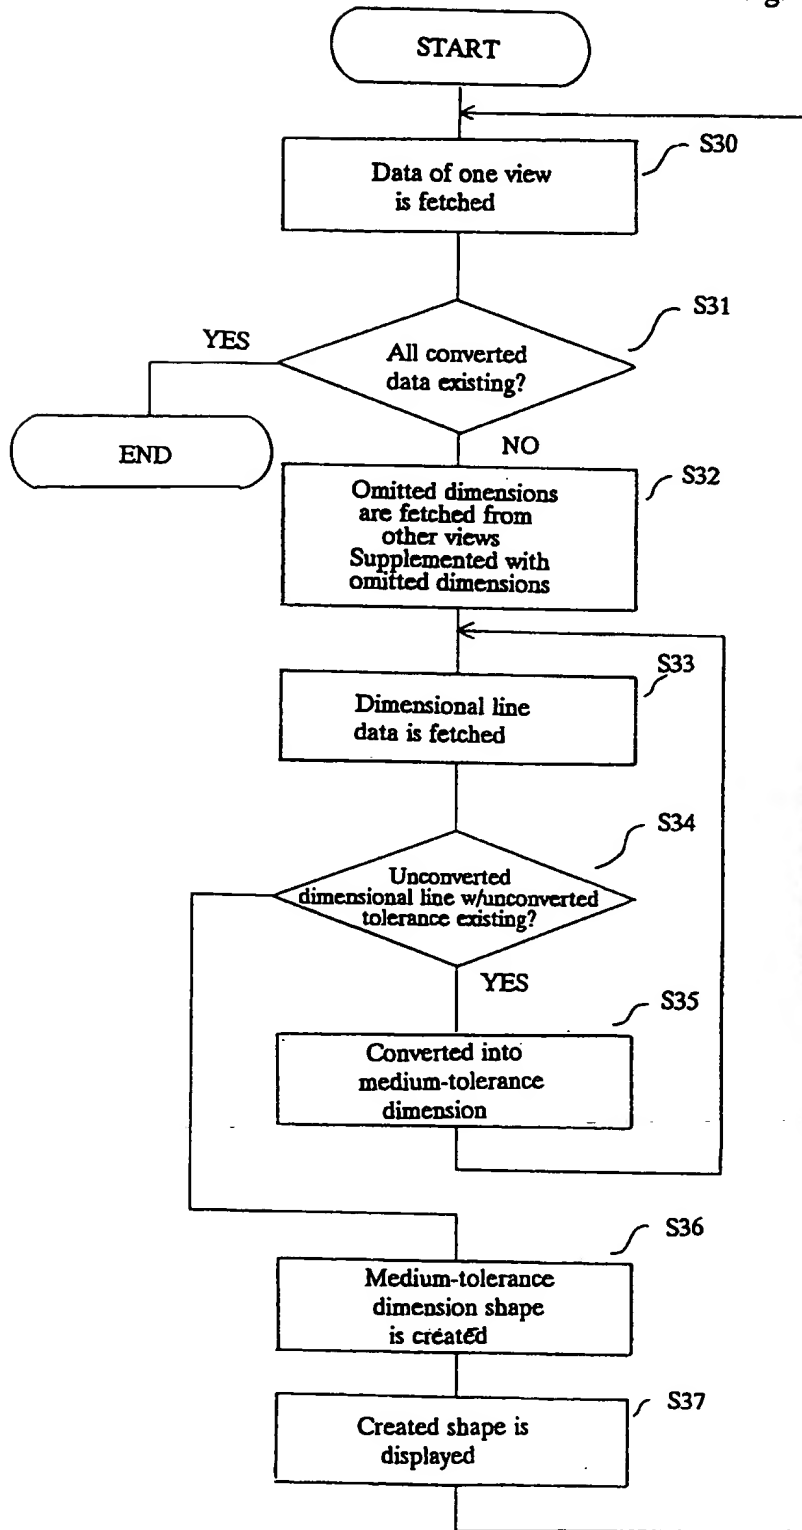 g.
START
S30
Data of one view
is fetched
S31
YES
All converted
data existing?
END
NO
S32
Omitted dimensions
are fetched from
other views
Supplemented with
omitted dimensions
S33
Dimensional line
data is fetched
S34
Unconverted
dimensional line w/unconverted
tolerance existing?
YES
S35
Converted into
medium-tolerance
dimension
S36
Medium-tolerance
dimension shape
is created
S37
Created shape is
displayed